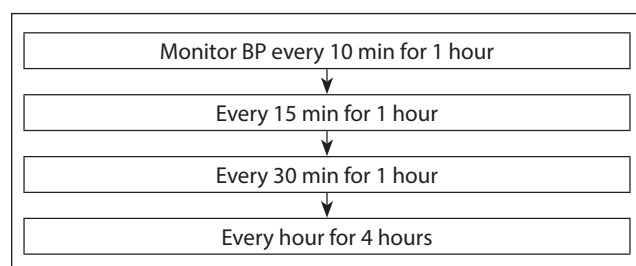 Monitor BP every 10 min for 1 hour
Every 15 min for 1 hour
Every 30 min for 1 hour
Every hour for 4 hours